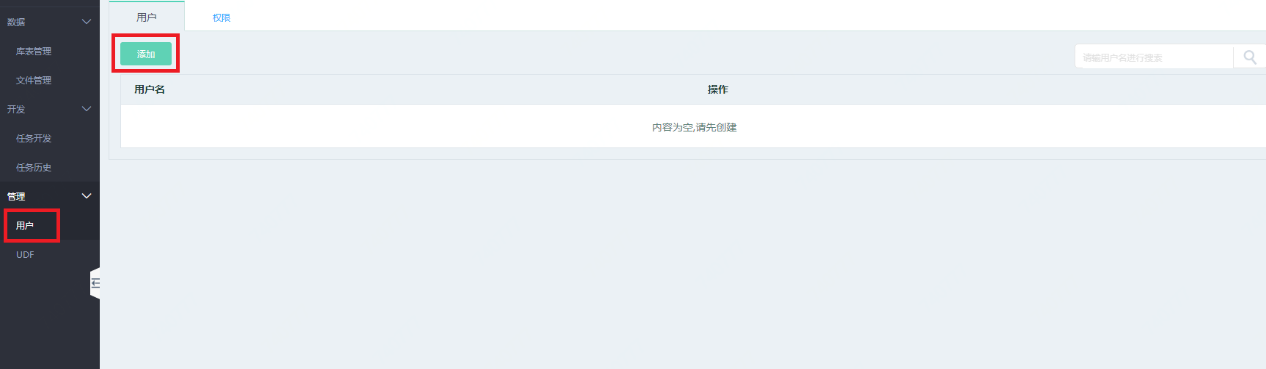 数据
库表管理
文件管理
开发
任务开发
任务历史
管理
用户
UDF
用户
权限
添加
请输用户名进行搜索
用户名
操作
内容为空,请先创建